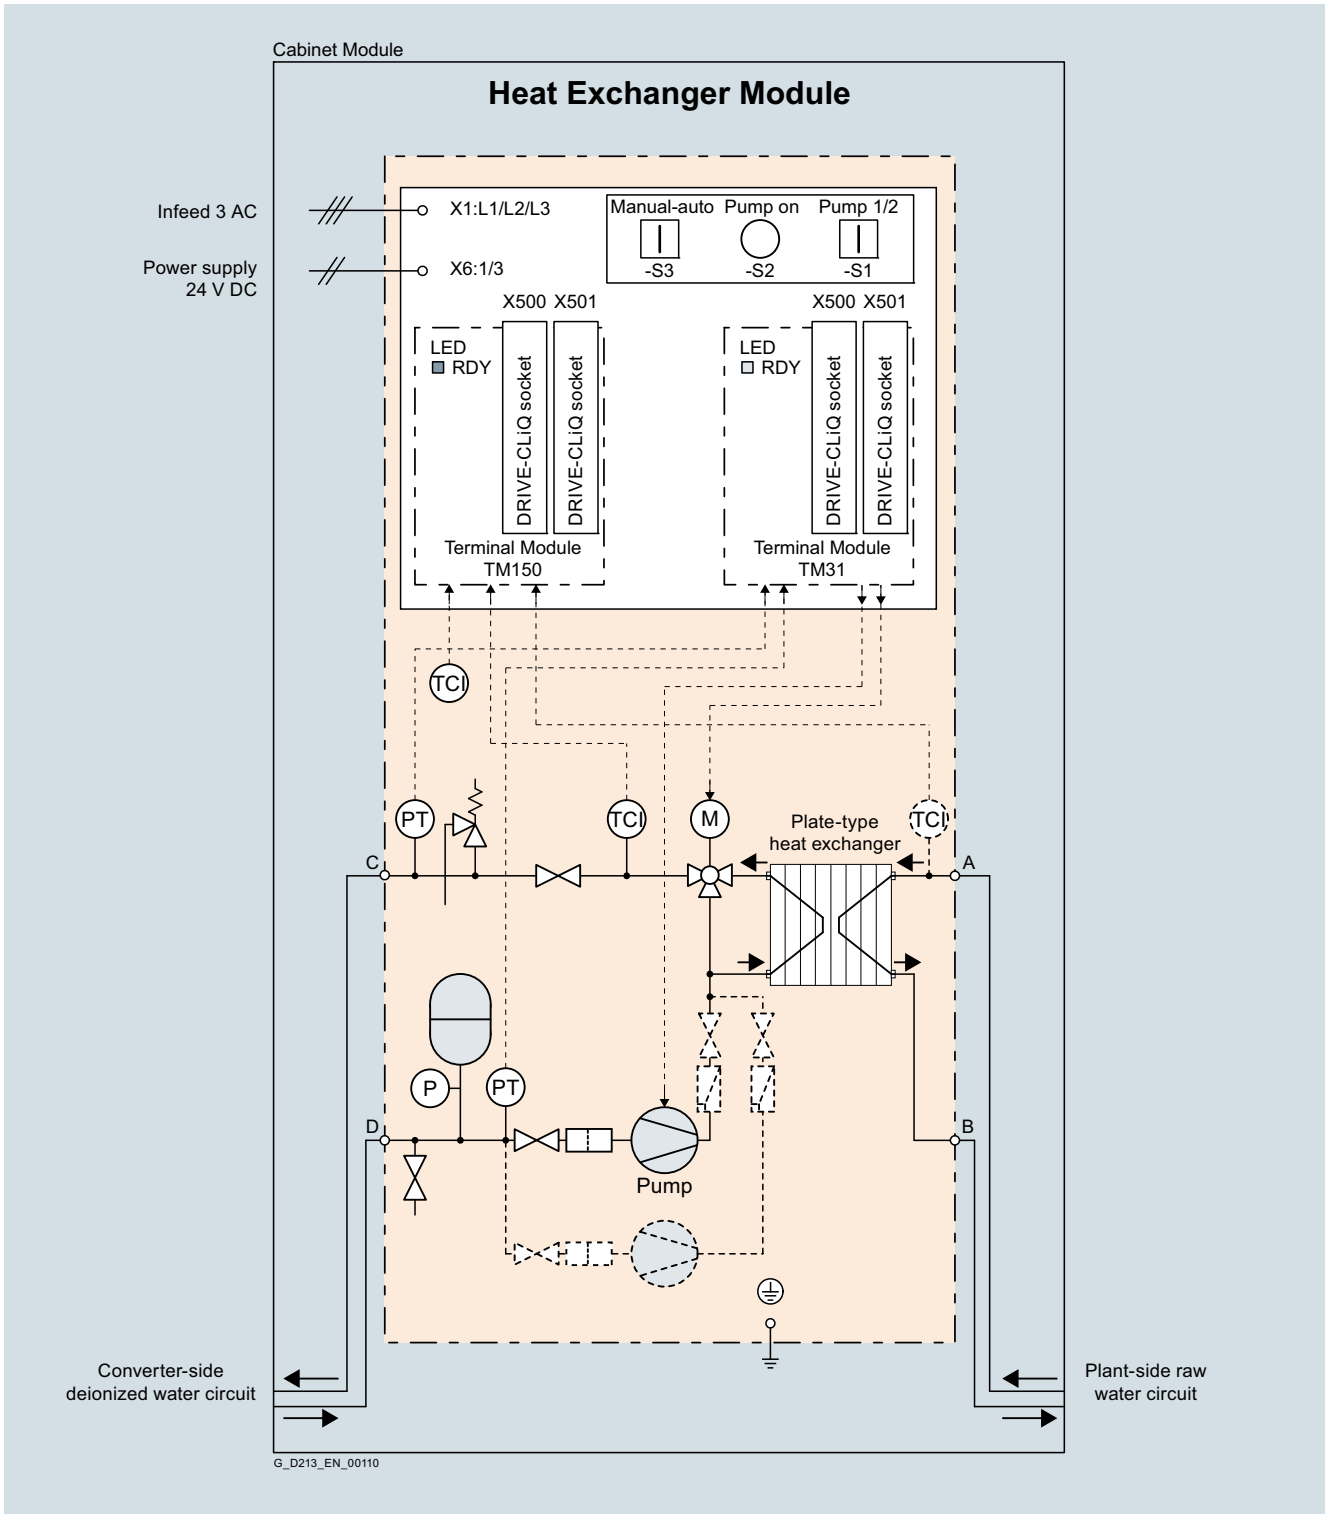 Cabinet Module
Heat Exchanger Module
Infeed 3 AC
X1:L1/L2/L3
Manual-auto
Pump on
Pump 1/2
-S3
-S2
-S1
Power supply
24 V DC
X6:1/3
X500
X501
LED
RDY
DRIVE-CLiQ socket
DRIVE-CLiQ socket
Terminal Module
TM150
X500
X501
LED
RDY
DRIVE-CLiQ socket
DRIVE-CLiQ socket
Terminal Module
TM31
TCI
PT
TCI
M
Plate-type
heat exchanger
TCI
C
A
P
PT
D
B
Pump
Converter-side
deionized water circuit
Plant-side raw
water circuit
G_D213_EN_00110